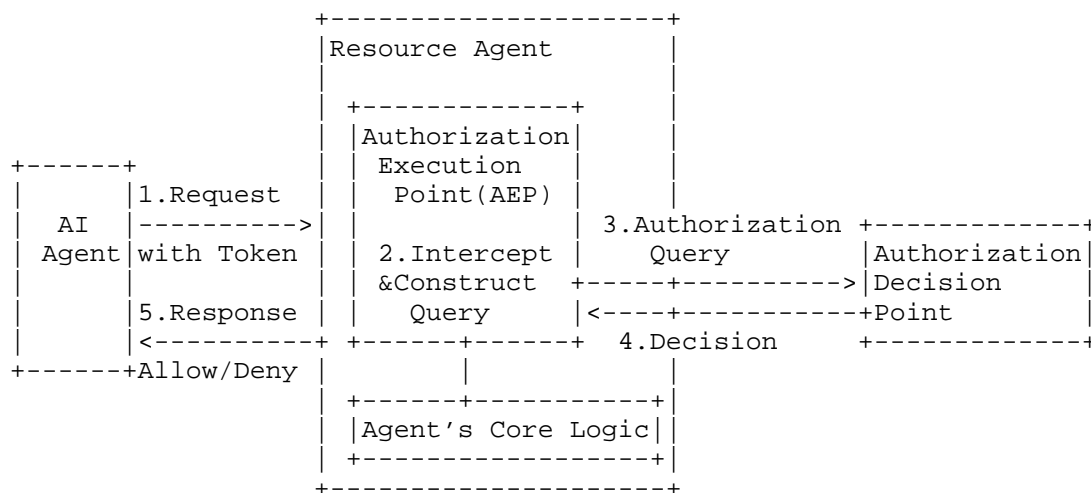 Resource Agent
Authorization
Execution
Point(AEP)
1.Request
AI
Agent
with Token
2.Intercept
&Construct
Query
3.Authorization
Query
Authorization
Decision
Point
5.Response
4.Decision
Allow/Deny
Agent's Core Logic